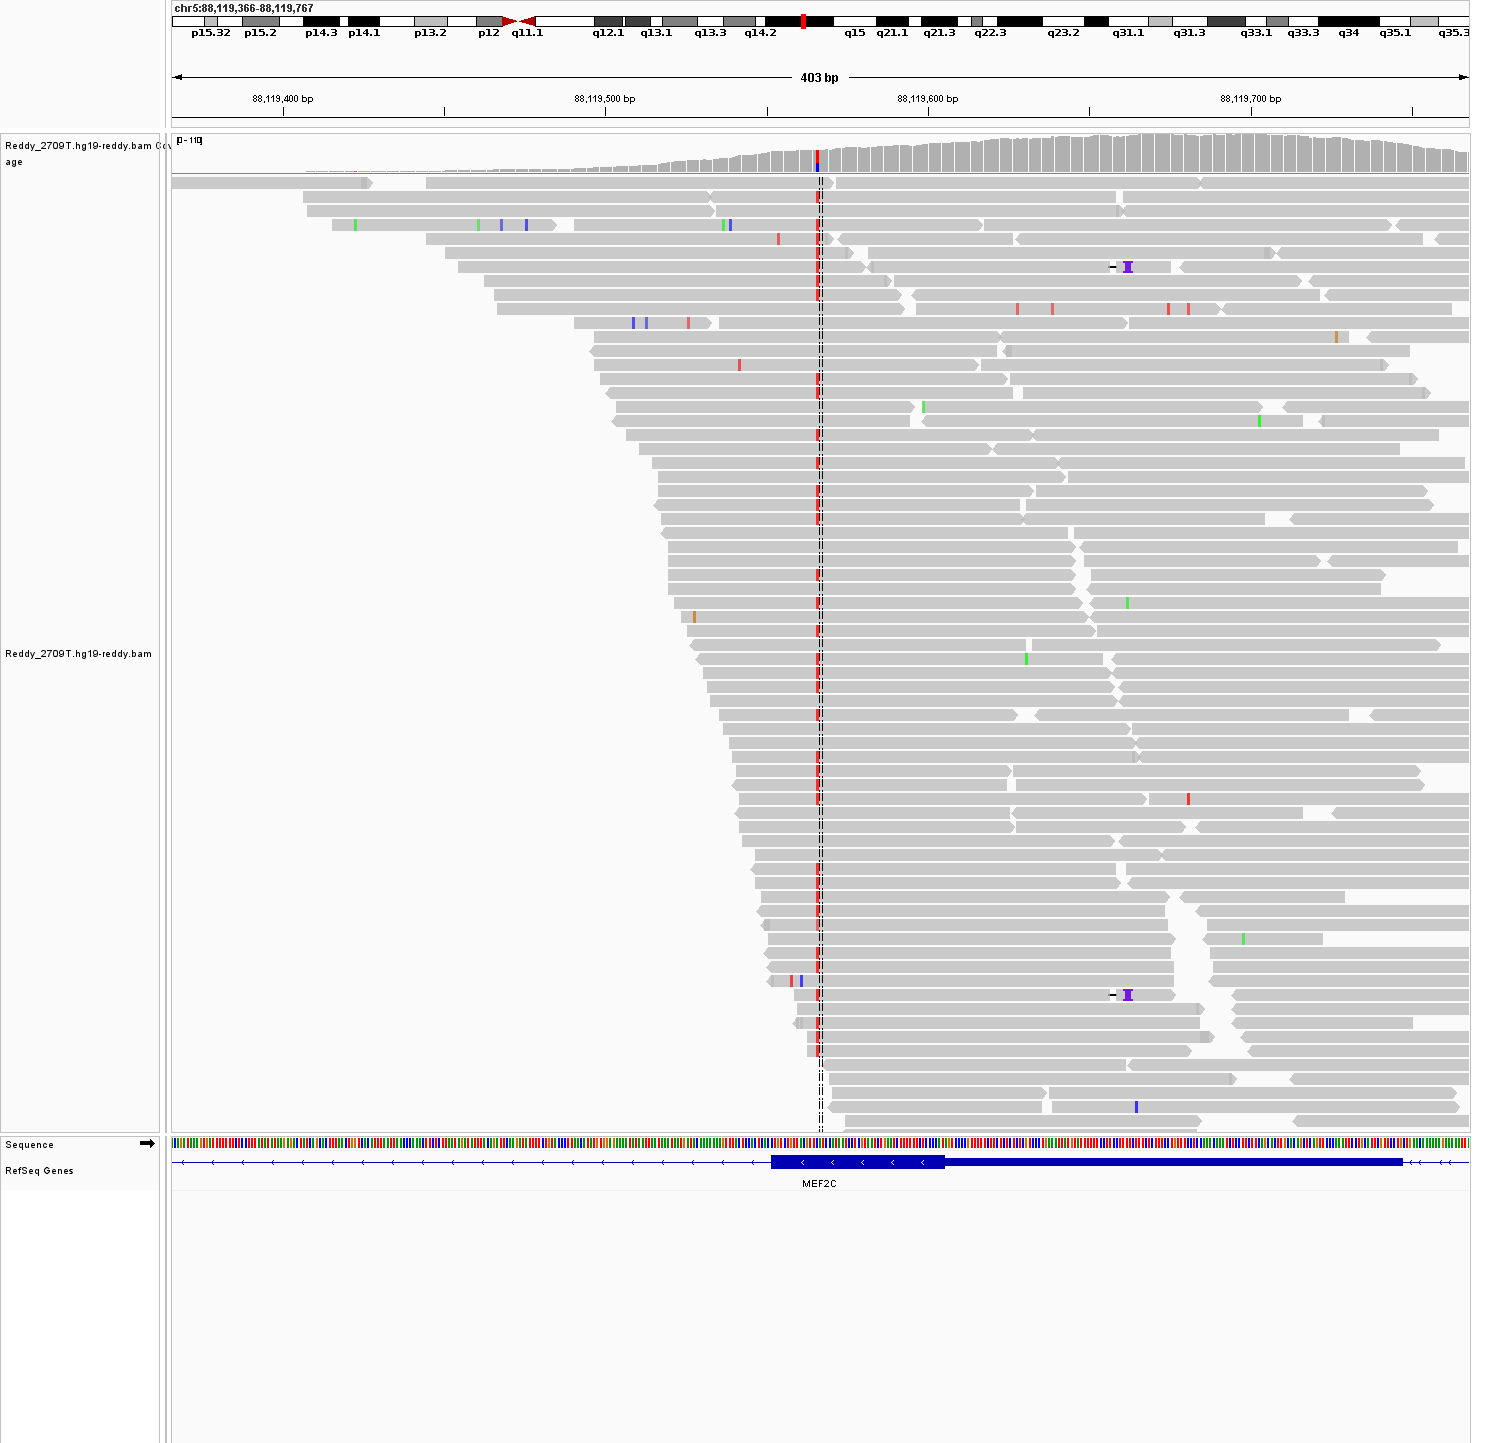 chr5:88,119,366-88,119,767
p15.32 p15.2 p14.3 p14.1 p13.2 p12 q11.1 q12.1 q13.1 q13.3 q14.2 q15 q21.1 q21.3 q22.3 q23.2 q31.1 q31.3 q33.1 q33.3 q34 q35.1 q35.3
403 bp
88,119,400 bp 88,119,500 bp 88,119,600 bp 88,119,700 bp
[0 - 110]
Reddy_2709T.hg19-reddy.bam Cov
age
Reddy_2709T.hg19-reddy.bam
Sequence
RefSeq Genes
MEF2C